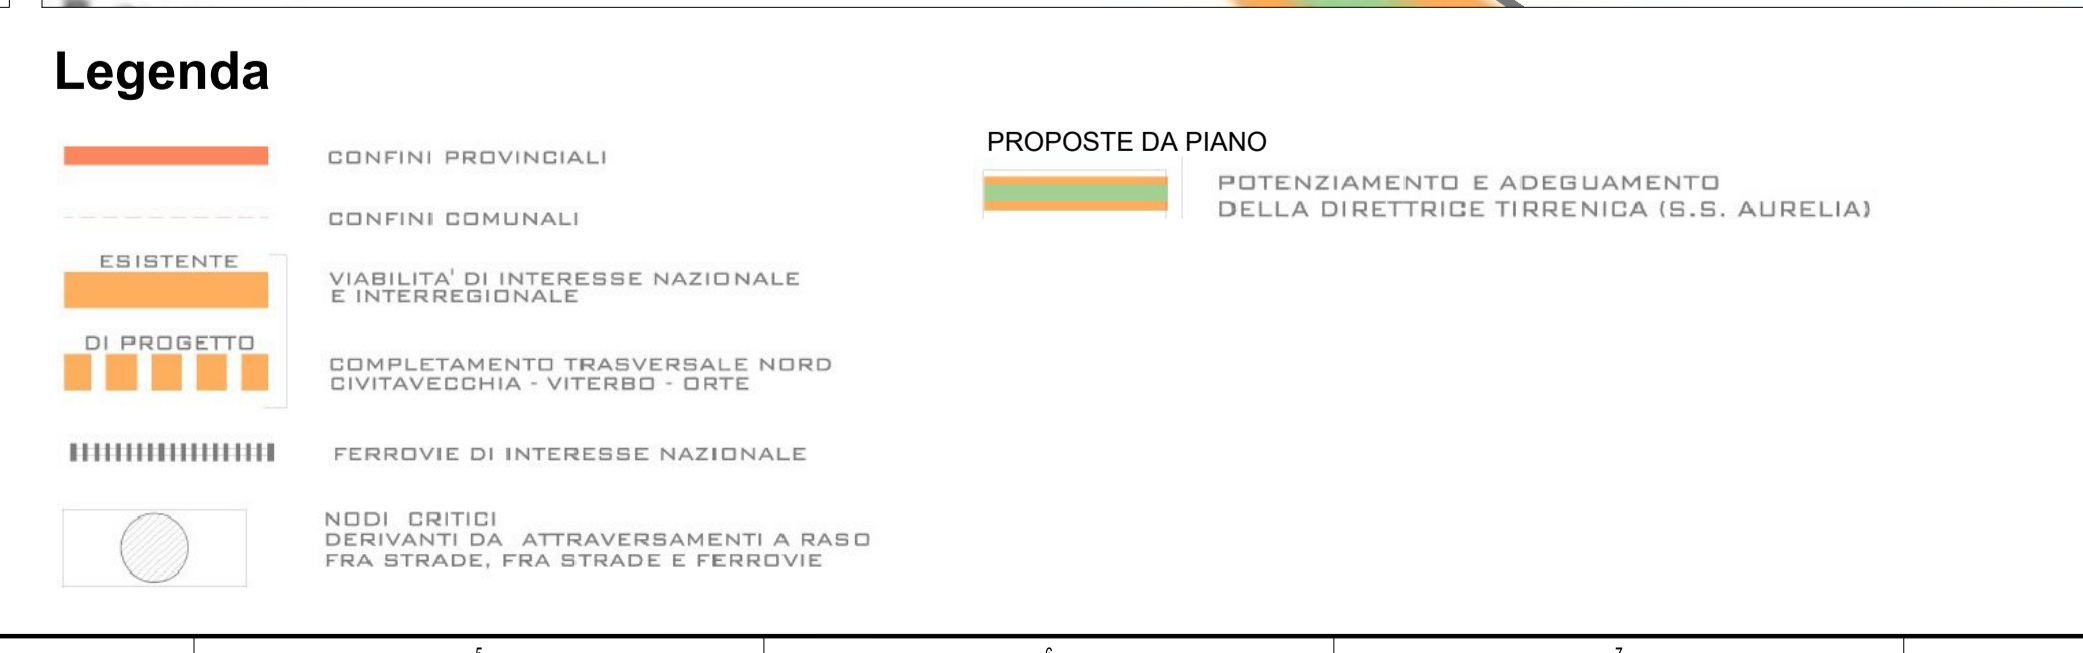 Legenda
CONFINI PROVINCIALI
CONFINI COMUNALI
ESISTENTE
VIABILITA' DI INTERESSE NAZIONALE
E INTERREGIONALE
DI PROGETTO
COMPLETAMENTO TRASVERSALE NORD
CIVITAVECCHIA - VITERBO - ORTE
FERROVIE DI INTERESSE NAZIONALE
NODI CRITICI
DERIVANTI DA ATTRAVERSAMENTI A RASO
FRA STRADE, FRA STRADE E FERROVIE
PROPOSTE DA PIANO
POTENZIAMENTO E ADEGUAMENTO
DELLA DIRETTRICE TIRRENICA (S.S. AURELIA)